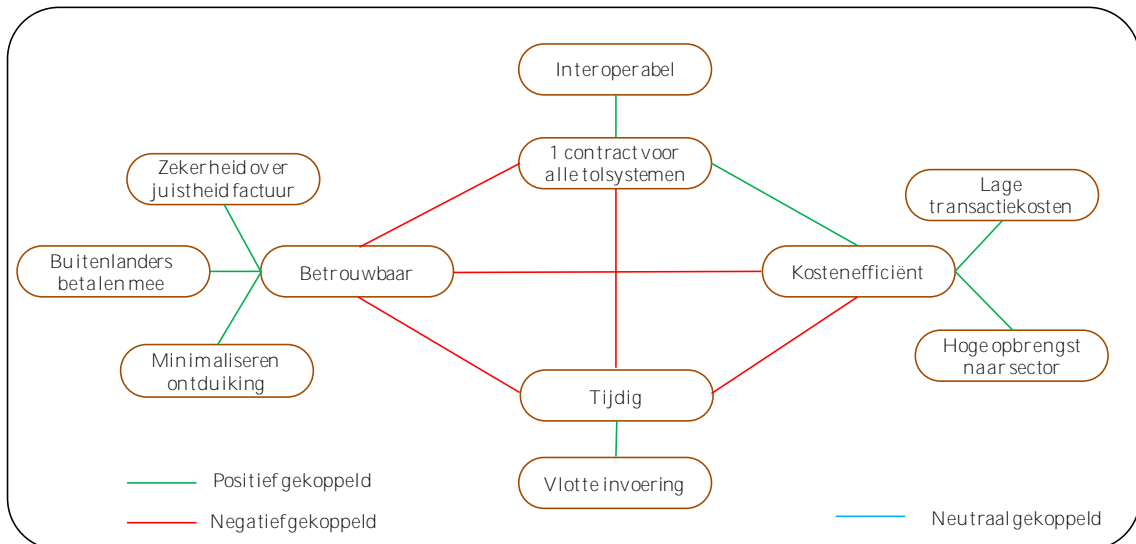 Interoperabel
1 contract voor
alle tolsystemen
Zekerheid over
juistheid factuur
Lage
transactiekosten
Buitenlanders
betalen mee
Betrouwbaar
Kostenefficiënt
Minimaliseren
ontduiking
Hoge opbrengst
naar sector
Tijdig
Vlotte invoering
Positief gekoppeld
Negatief gekoppeld
Neutraal gekoppeld